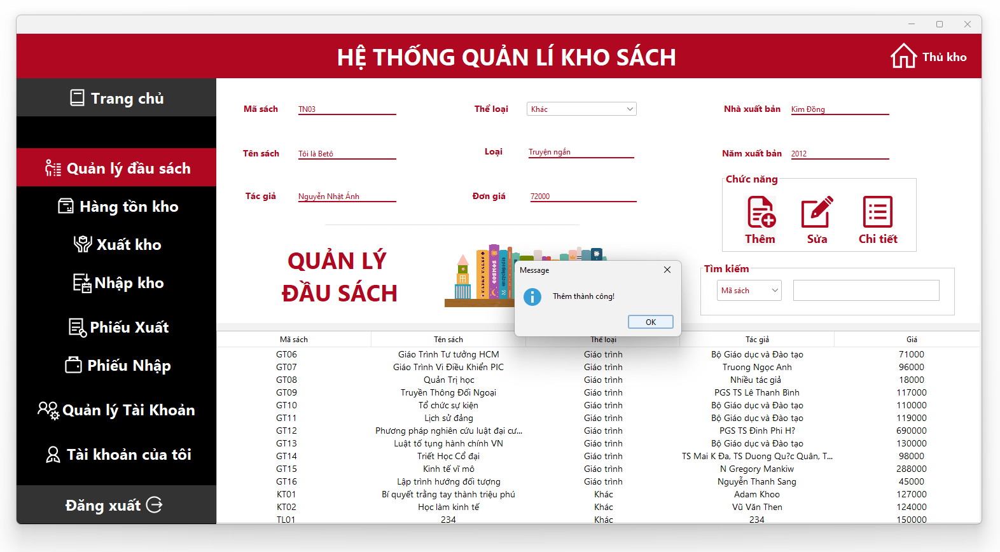 HỆ THỐNG QUẢN LÍ KHO SÁCH
Thủ kho
Trang chủ
Quản lý đầu sách
Hàng tồn kho
Xuất kho
Nhập kho
Phiếu Xuất
Phiếu Nhập
Quản lý Tài Khoản
Tài khoản của tôi
Đăng xuất
Mã sách TN03 Thể loại Khác Nhà xuất bản Kim Đồng
Tên sách Tôi là Betô Loại Truyện ngắn Năm xuất bản 2012
Tác giả Nguyễn Nhật Ánh Đơn giá 72000
Chức năng
Thêm Sửa Chi tiết
QUẢN LÝ
ĐẦU SÁCH
COSMOS
encyclopedia
Tìm kiếm
Mã sách
Message
Thêm thành công!
OK
Mã sách Tên sách Thể loại Tác giả Giá
GT06 Giáo Trình Tư tưởng HCM Giáo trình Bộ Giáo dục và Đào tạo 71000
GT07 Giáo Trình Vi Điều Khiển PIC Giáo trình Truong Ngọc Anh 96000
GT08 Quản Trị học Giáo trình Nhiều tác giả 18000
GT09 Truyền Thông Đối Ngoại Giáo trình PGS TS Lê Thanh Bình 117000
GT10 Tổ chức sự kiện Giáo trình Bộ Giáo dục và Đào tạo 110000
GT11 Lịch sử đảng Giáo trình Bộ Giáo dục và Đào tạo 119000
GT12 Phương pháp nghiên cứu luật đại cư... Giáo trình PGS TS Đinh Phi H? 690000
GT13 Luật tố tụng hành chính VN Giáo trình Bộ Giáo dục và Đào tạo 130000
GT14 Triết Học Cổ đại Giáo trình TS Mai K Đa, TS Duong Qu?c Quân, T... 98000
GT15 Kinh tế vĩ mô Giáo trình N Gregory Mankiw 288000
GT16 Lập trình hướng đối tượng Giáo trình Nguyễn Thanh Sang 45000
KT01 Bí quyết trắng tay thành triệu phú Khác Adam Khoo 127000
KT02 Học làm kinh tế Khác Vũ Văn Then 124000
TL01 234 Khác 234 150000